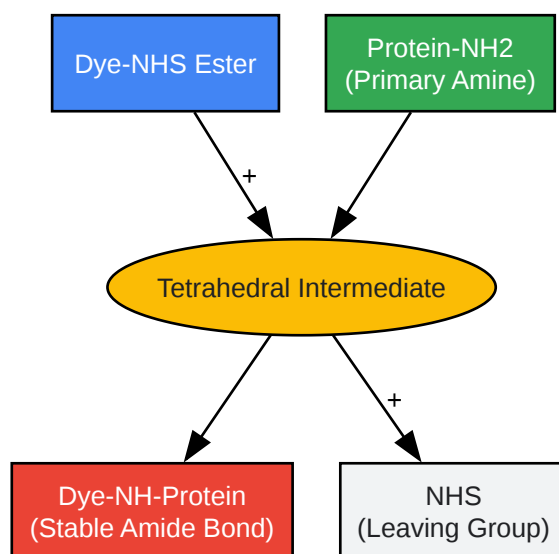 Dye-NHS Ester
Protein-NH2
(Primary Amine)
+
Tetrahedral Intermediate
+
Dye-NH-Protein
(Stable Amide Bond)
NHS
(Leaving Group)